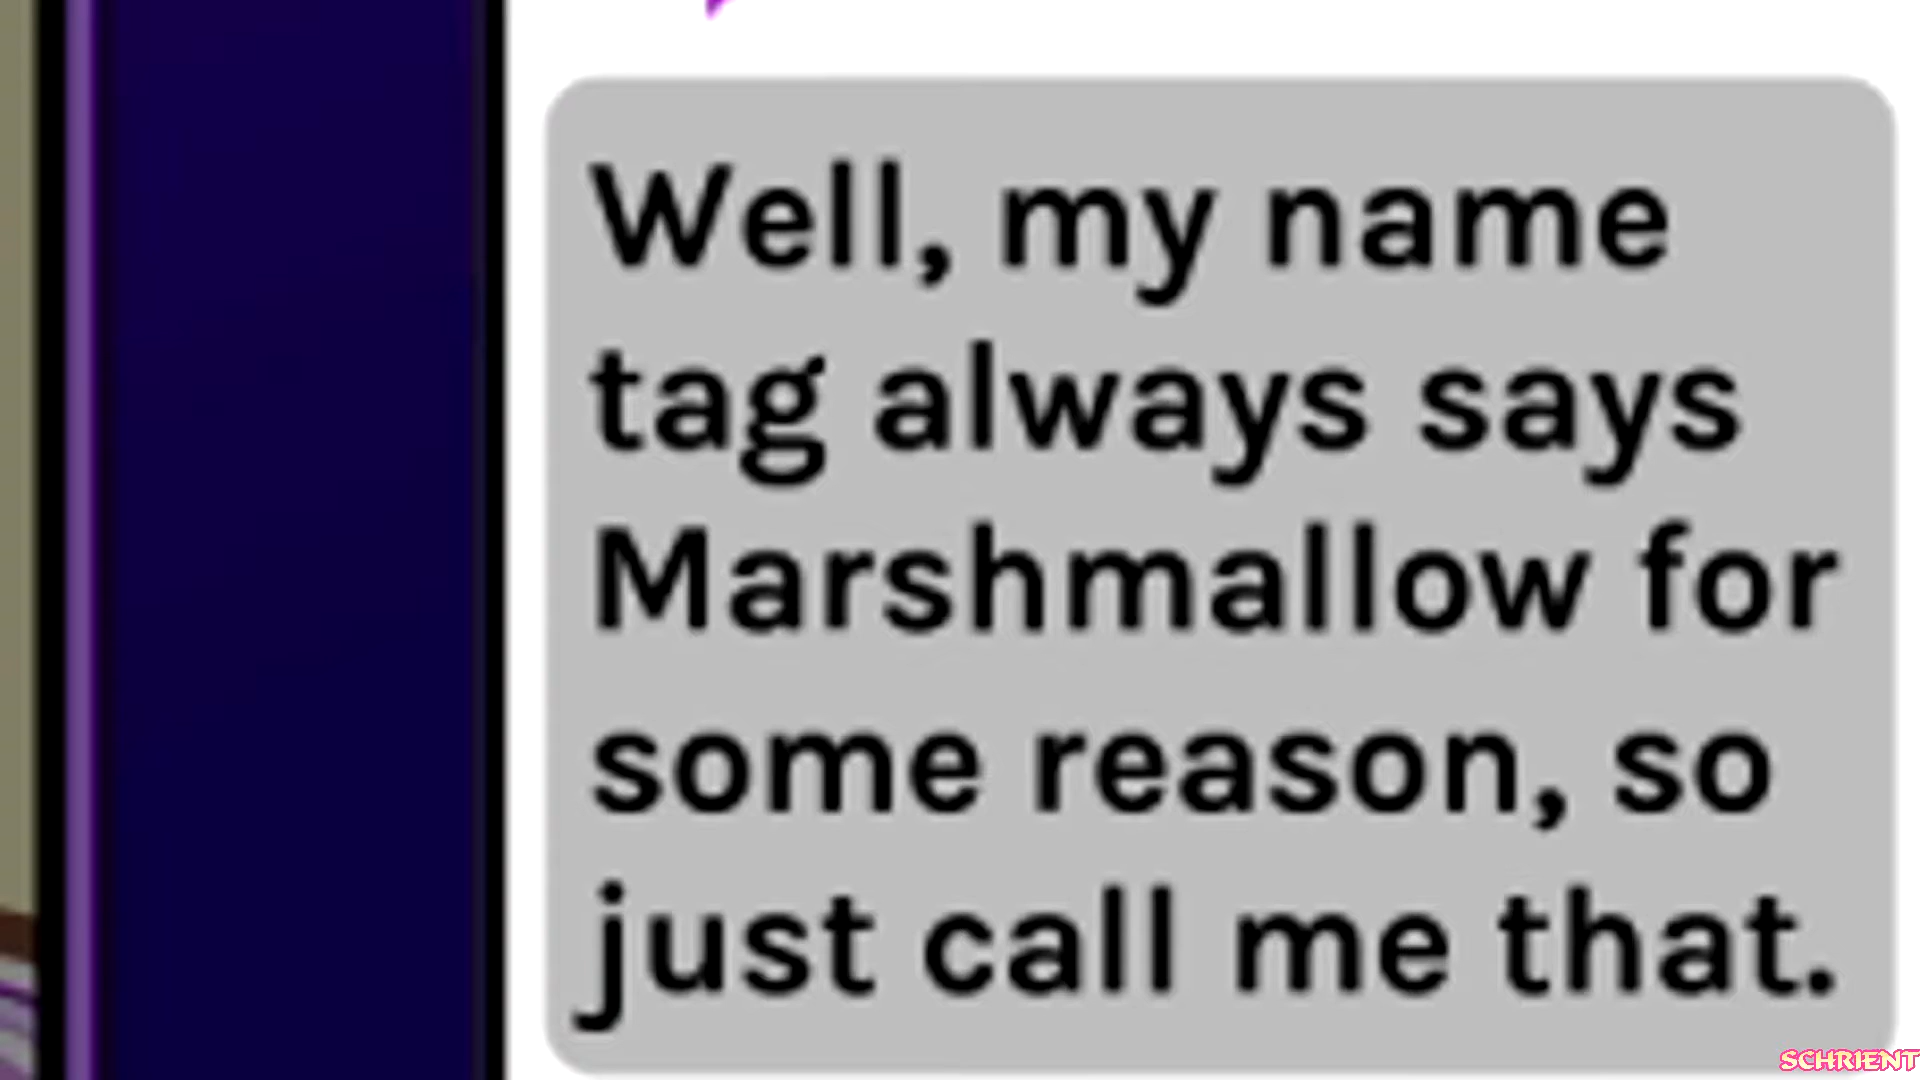 Well, my name
tag always says
Marshmallow for
some reason, so
just call me that.
SCHRIENT